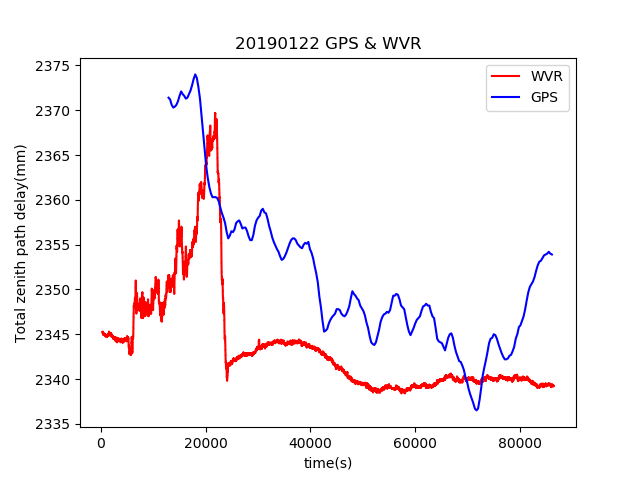 20190122 GPS & WVR
Total zenith path delay(mm)
2375
2370
2365
2360
2355
2350
2345
2340
2335
WVR
GPS
0
20000
40000
60000
80000
time(s)